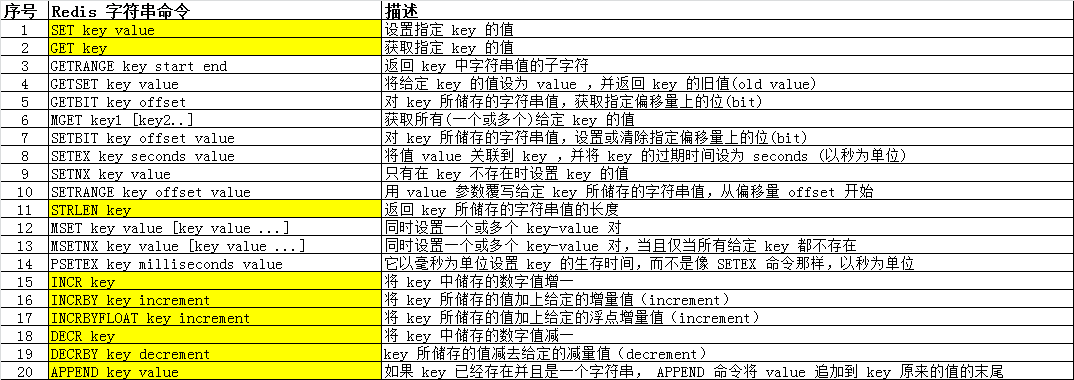 序号 Redis 字符串命令 描述
1 SET key value 设置指定 key 的值
2 GET key 获取指定 key 的值
3 GETRANGE key start end 返回 key 中字符串值的子字符
4 GETSET key value 将给定 key 的值设为 value ，并返回 key 的旧值(old value)
5 GETBIT key offset 对 key 所储存的字符串值，获取指定偏移量上的位(bit)
6 MGET key1 [key2..] 获取所有(一个或多个)给定 key 的值
7 SETBIT key offset value 对 key 所储存的字符串值，设置或清除指定偏移量上的位(bit)
8 SETEX key seconds value 将值 value 关联到 key ，并将 key 的过期时间设为 seconds (以秒为单位)
9 SETNX key value 只有在 key 不存在时设置 key 的值
10 SETRANGE key offset value 用 value 参数覆写给定 key 所储存的字符串值，从偏移量 offset 开始
11 STRLEN key 返回 key 所储存的字符串值的长度
12 MSET key value [key value ...] 同时设置一个或多个 key-value 对
13 MSETNX key value [key value ...] 同时设置一个或多个 key-value 对，当且仅当所有给定 key 都不存在
14 PSETEX key milliseconds value 它以毫秒为单位设置 key 的生存时间，而不是像 SETEX 命令那样，以秒为单位
15 INCR key 将 key 中储存的数字值增一
16 INCRBY key increment 将 key 所储存的值加上给定的增量值（increment）
17 INCRBYFLOAT key increment 将 key 所储存的值加上给定的浮点增量值（increment）
18 DECR key 将 key 中储存的数字值减一
19 DECRBY key decrement key 所储存的值减去给定的减量值（decrement）
20 APPEND key value 如果 key 已经存在并且是一个字符串， APPEND 命令将 value 追加到 key 原来的值的末尾